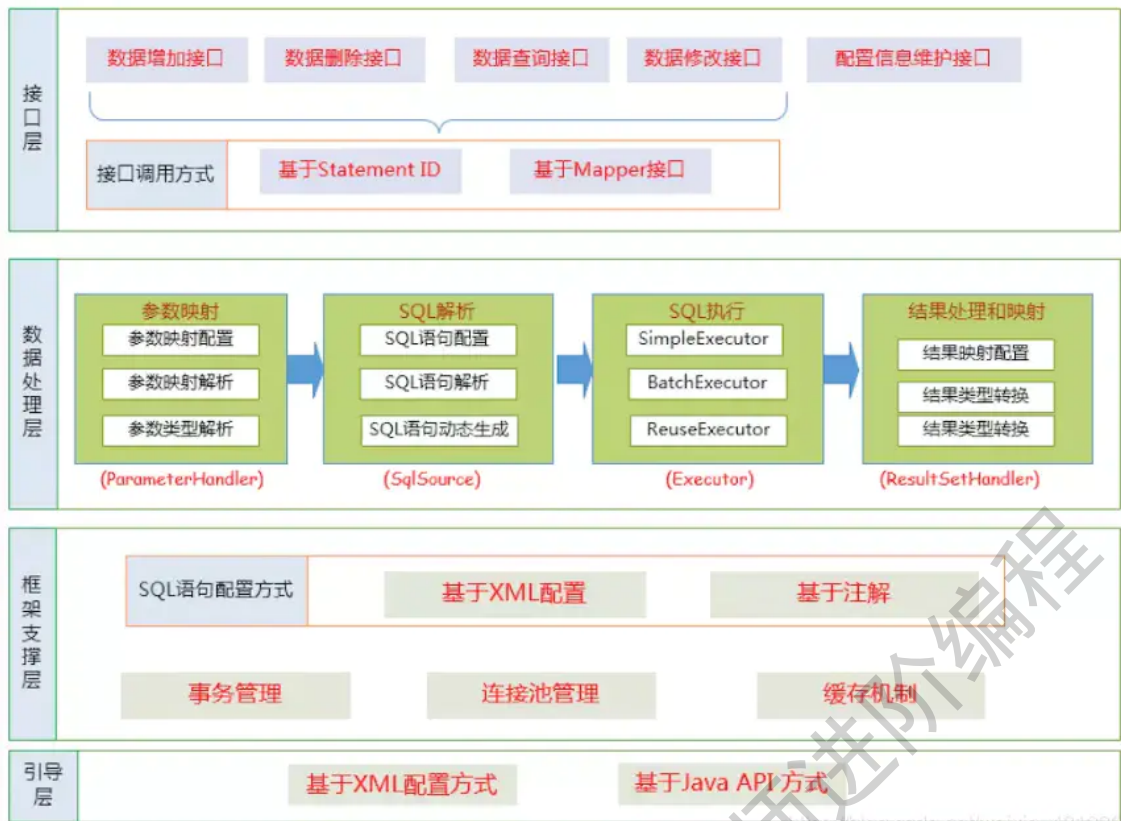 接口层
数据增加接口
数据删除接口
数据查询接口
数据修改接口
配置信息维护接口
接口调用方式
基于Statement ID
基于Mapper接口
数据处理层
参数映射
参数映射配置
参数映射解析
参数类型解析
(ParameterHandler)
SQL解析
SQL语句配置
SQL语句解析
SQL语句动态生成
(SqlSource)
SQL执行
SimpleExecutor
BatchExecutor
ReuseExecutor
(Executor)
结果处理和映射
结果映射配置
结果类型转换
结果类型转换
(ResultSetHandler)
框架支撑层
SQL语句配置方式
基于XML配置
基于注解
事务管理
连接池管理
缓存机制
引导层
基于XML配置方式
基于Java API 方式
师进阶编程